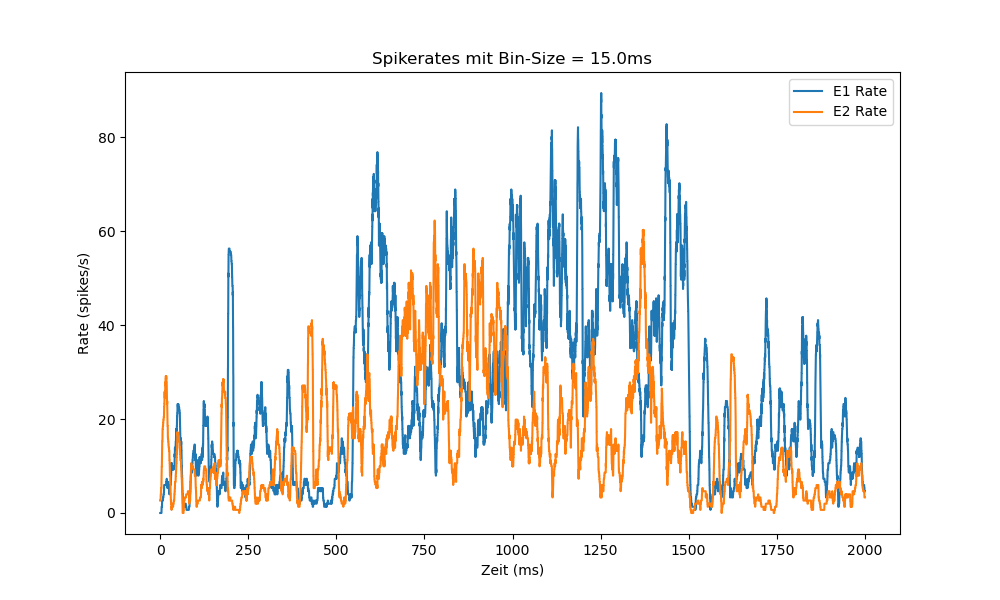 Spikerates mit Bin-Size = 15.0ms
E1 Rate
E2 Rate
Rate (spikes/s)
80
60
40
20
0
0 250 500 750 1000 1250 1500 1750 2000
Zeit (ms)